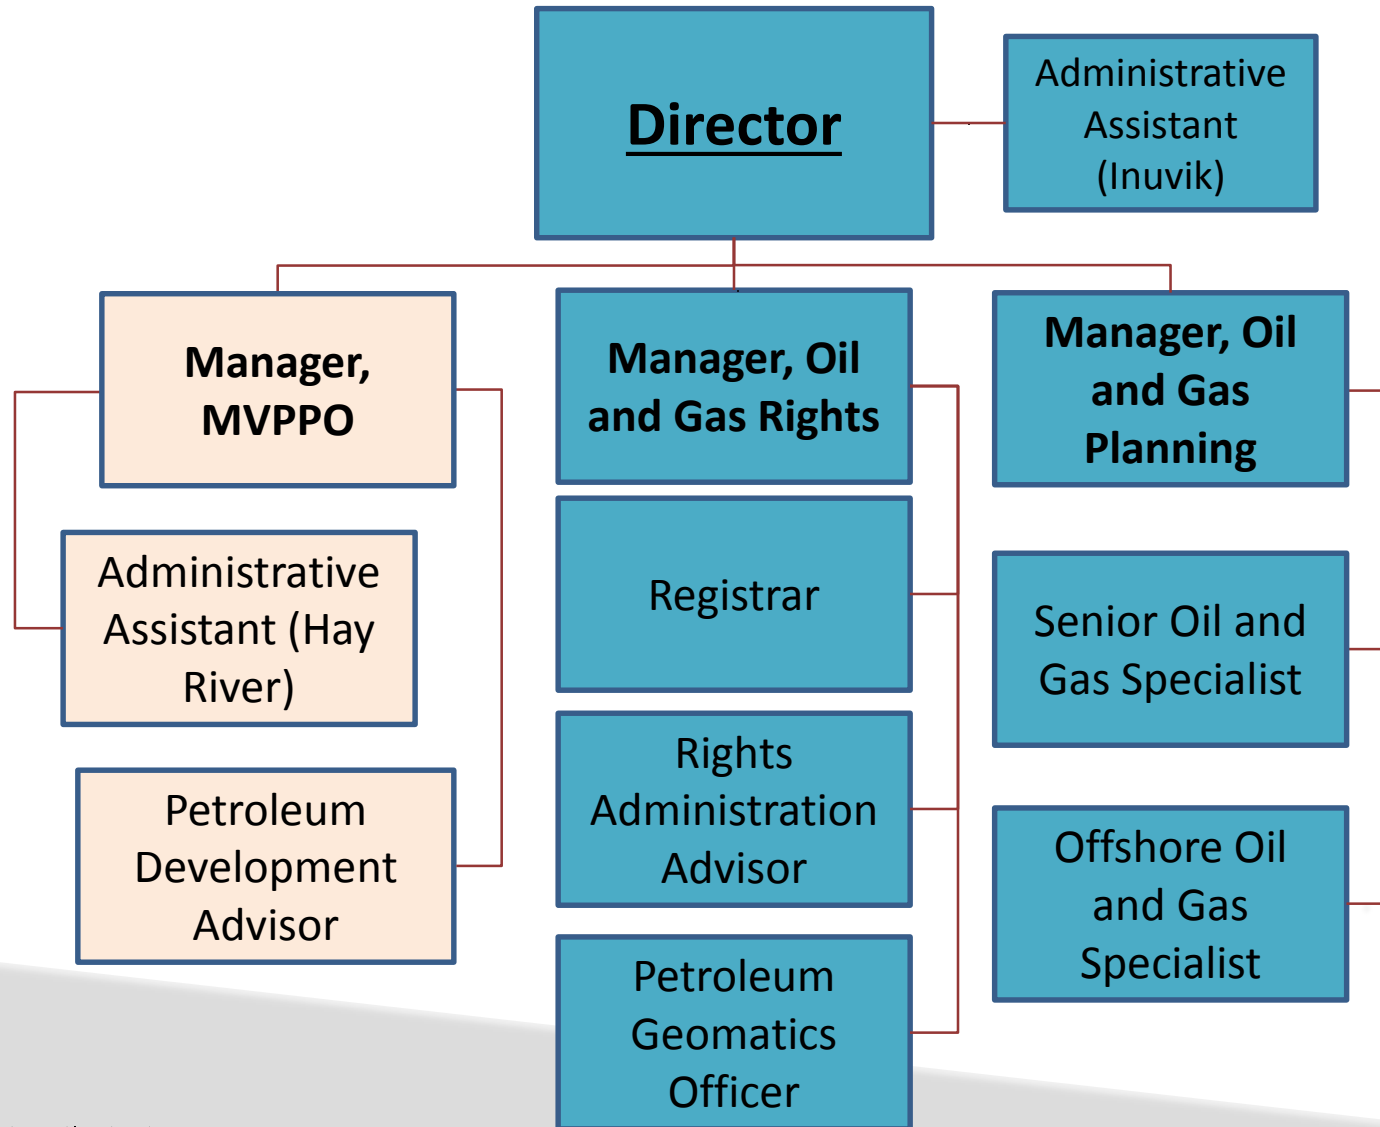 Director
Administrative
Assistant
(Inuvik)
Manager,
MVPPO
Manager, Oil
and Gas Rights
Manager, Oil
and Gas
Planning
Administrative
Assistant (Hay
River)
Registrar
Senior Oil and
Gas Specialist
Petroleum
Development
Advisor
Rights
Administration
Advisor
Offshore Oil
and Gas
Specialist
Petroleum
Geomatics
Officer